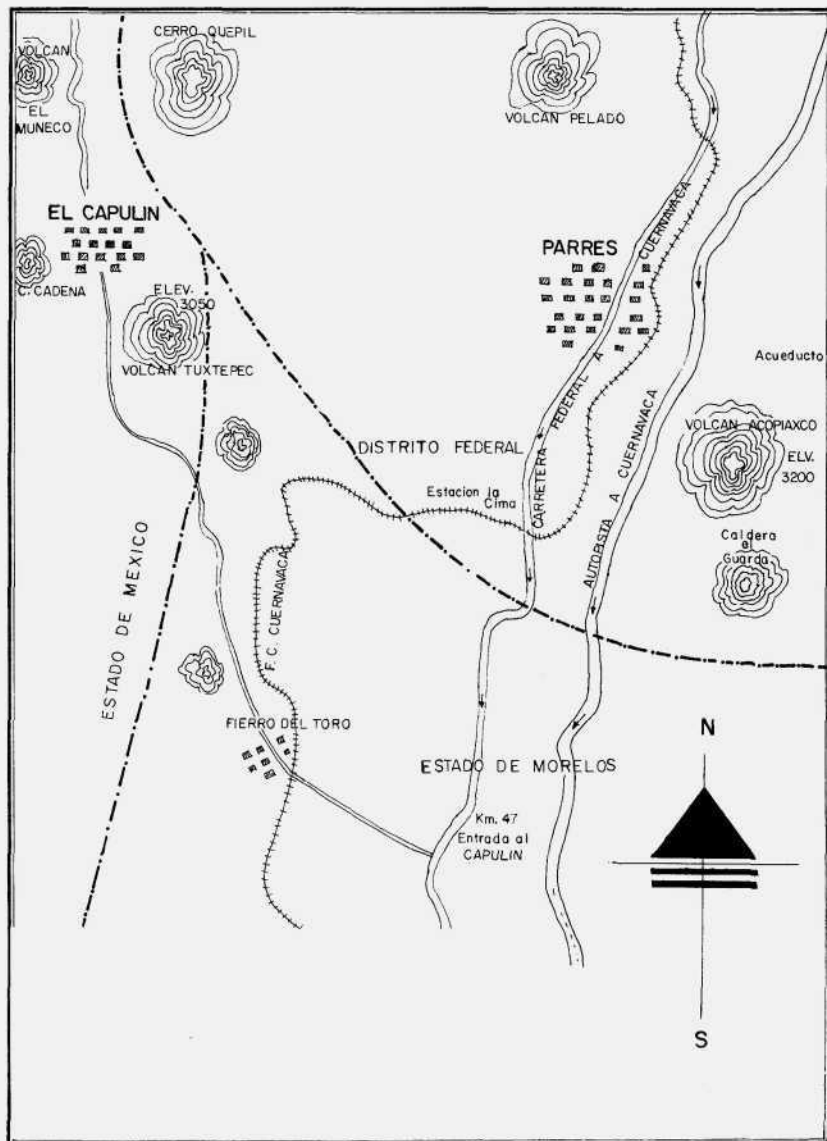 CERRO QUEPIL
VOLCAN
EL
MUNECO
VOLCAN PELADO
EL CAPULIN
C. CADENA
ELEV.
3050
VOLCAN TUXTEPEC
PARRES
CARRETERA FEDERAL A CUERNAVACA
AUTOPISTA A CUERNAVACA
Acueducto
VOLCAN ACOPIAXCO
ELV.
3200
DISTRITO FEDERAL
Estacion la
Cima
Caldera
el
Guarda
ESTADO DE MEXICO
F. C. CUERNAVACA
FIERRO DEL TORO
ESTADO DE MORELOS
Km. 47
Entrada al
CAPULIN
N
S